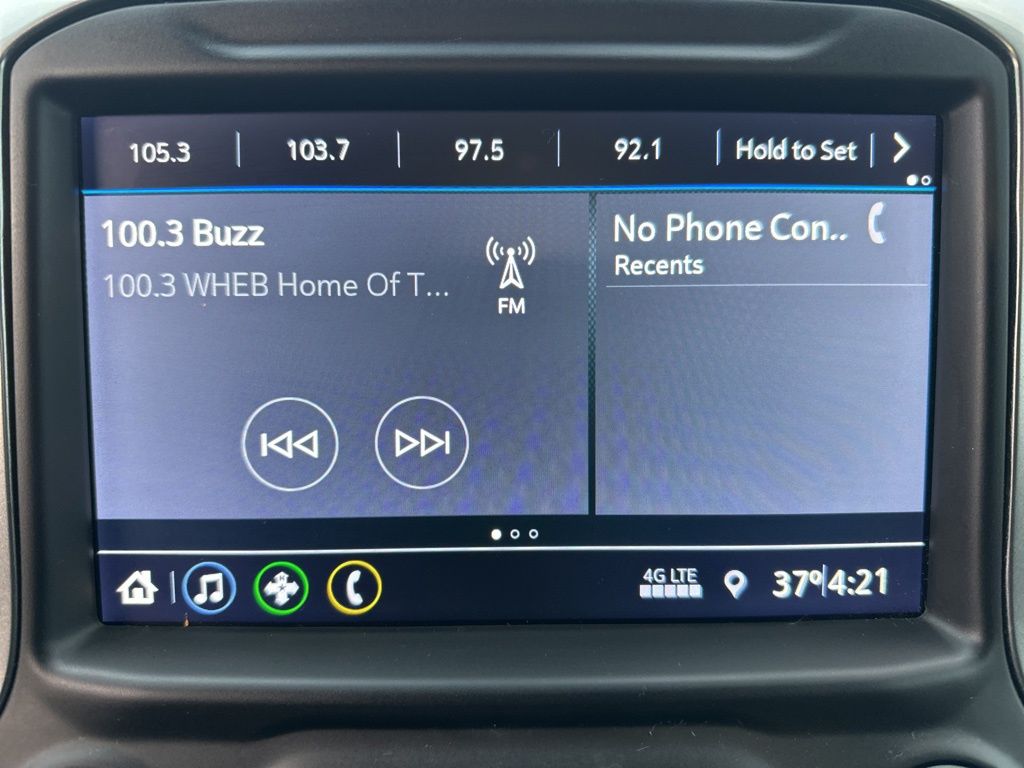 105.3 103.7 97.5 92.1 Hold to Set
100.3 Buzz
100.3 WHEB Home Of T...
FM
No Phone Con..
Recents
4G LTE
37° 4:21